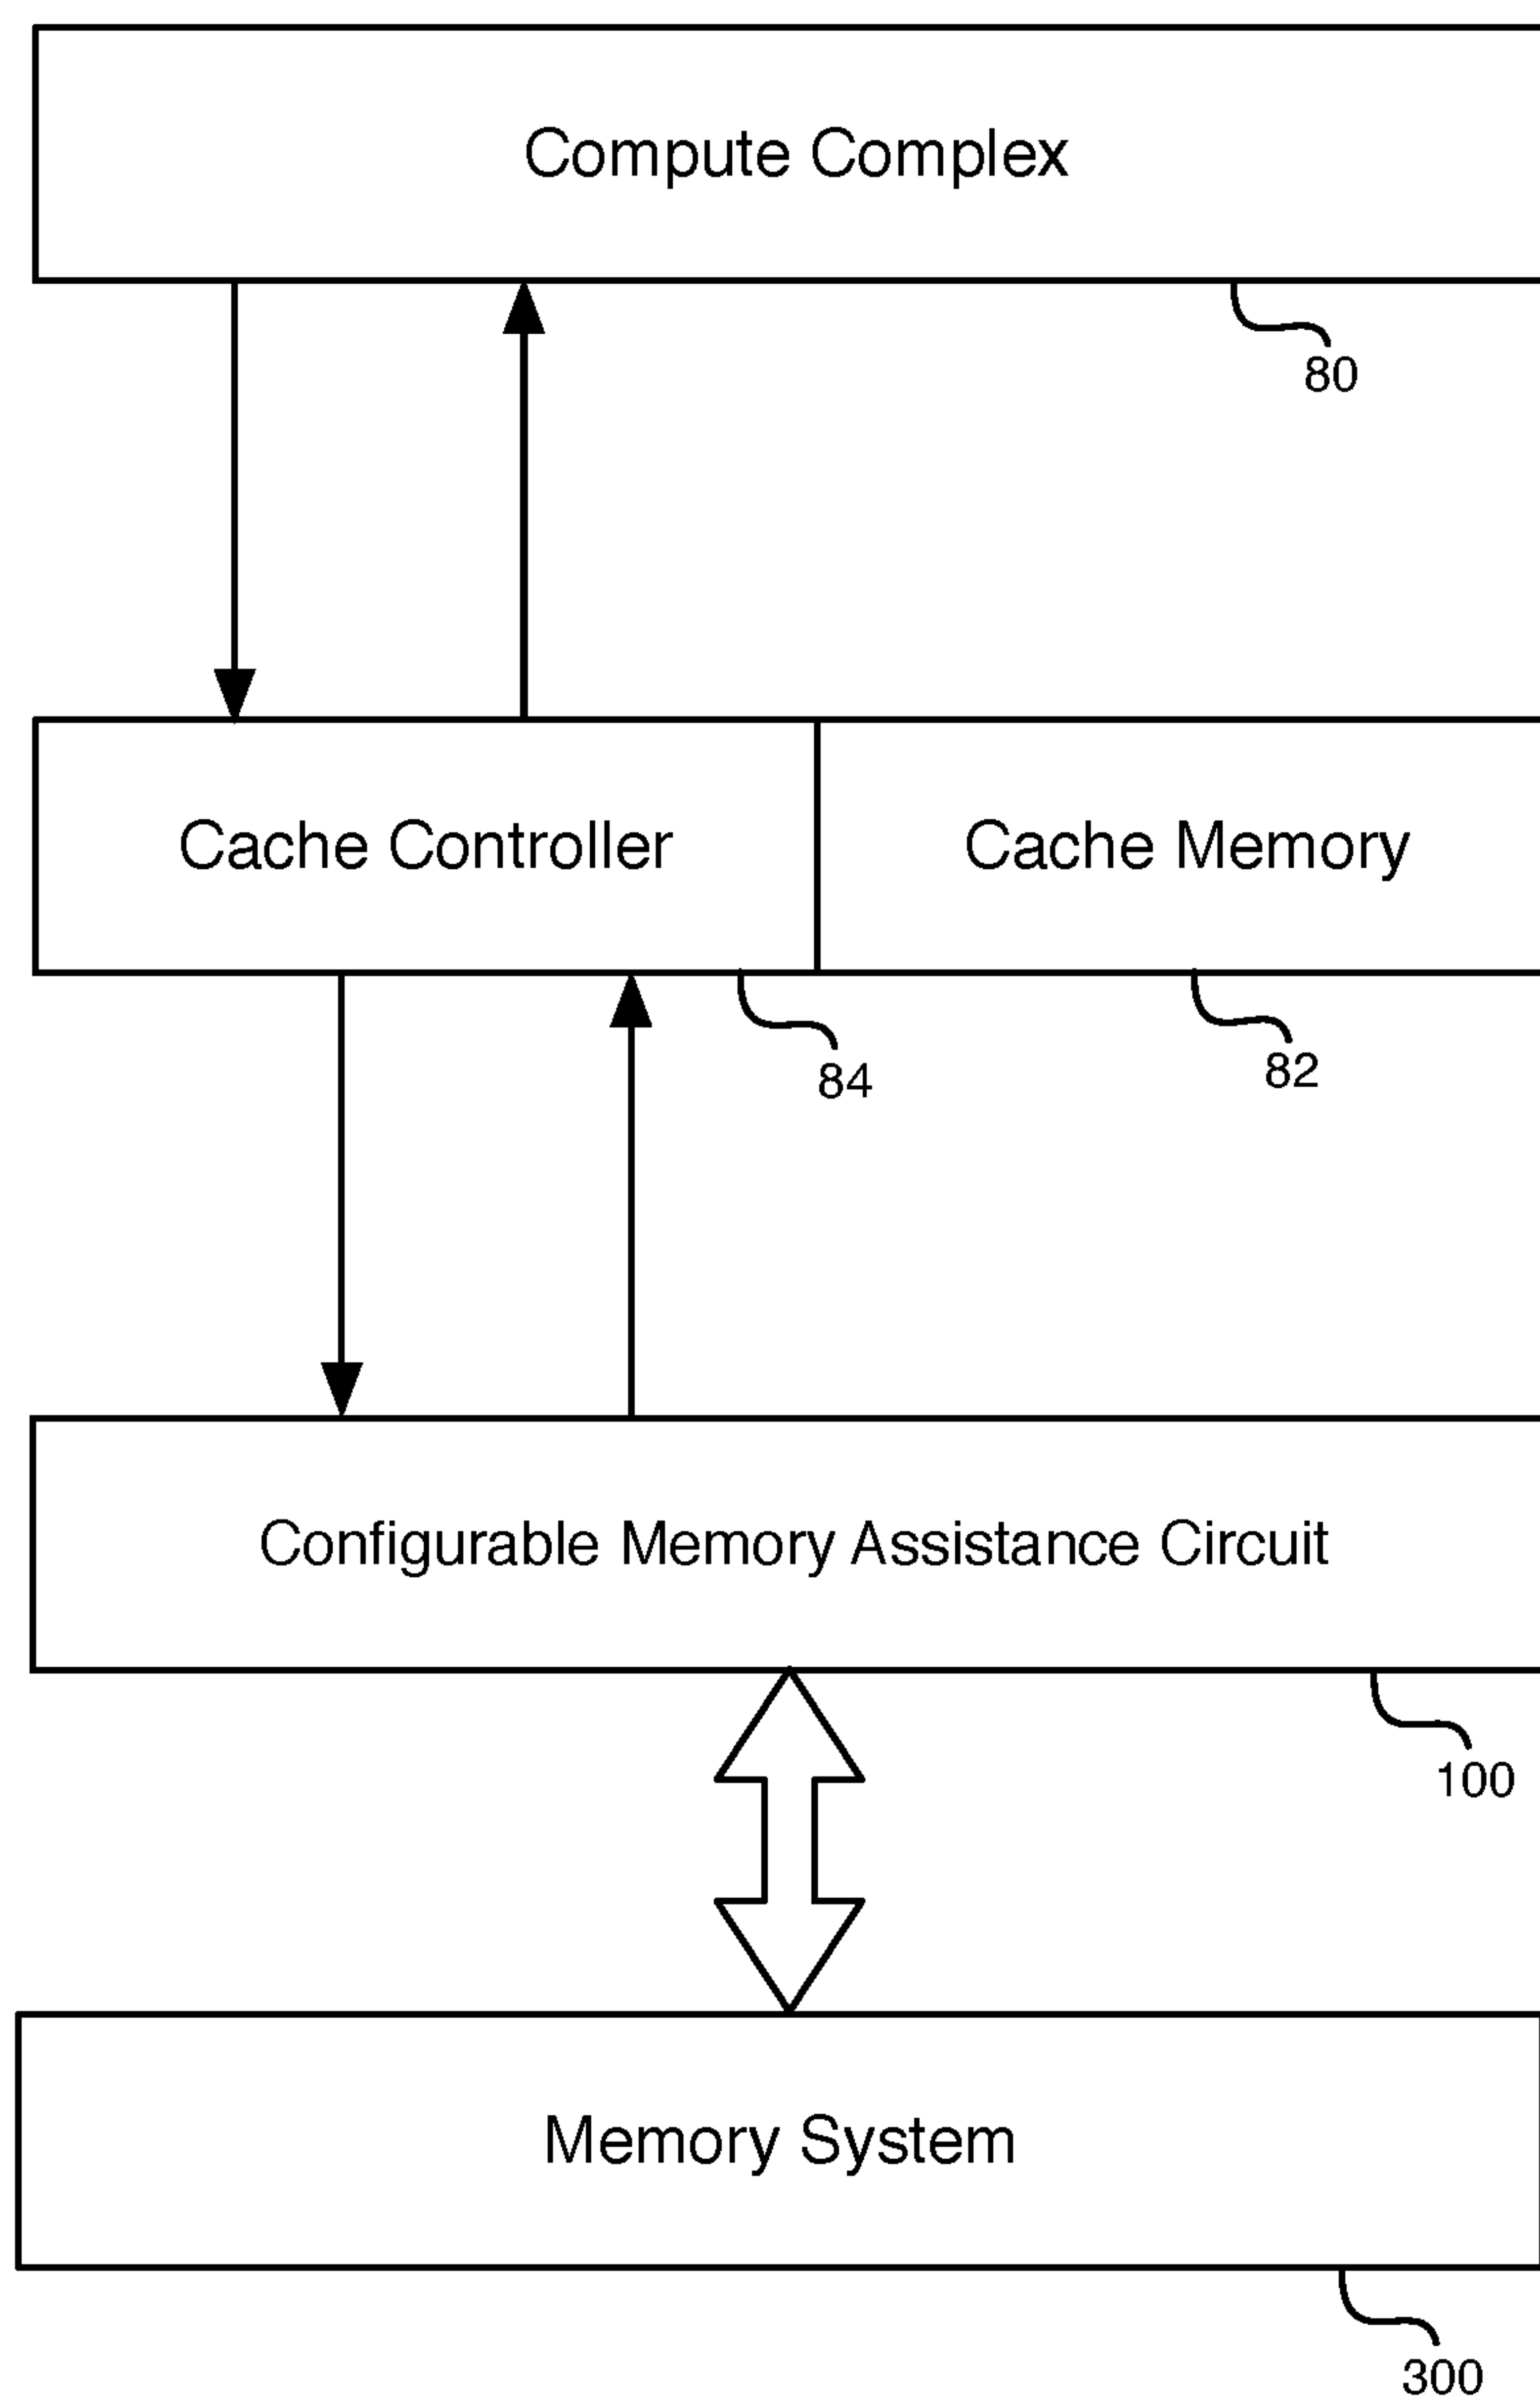 Compute Complex
80
Cache Controller
Cache Memory
84
82
Configurable Memory Assistance Circuit
100
Memory System
300